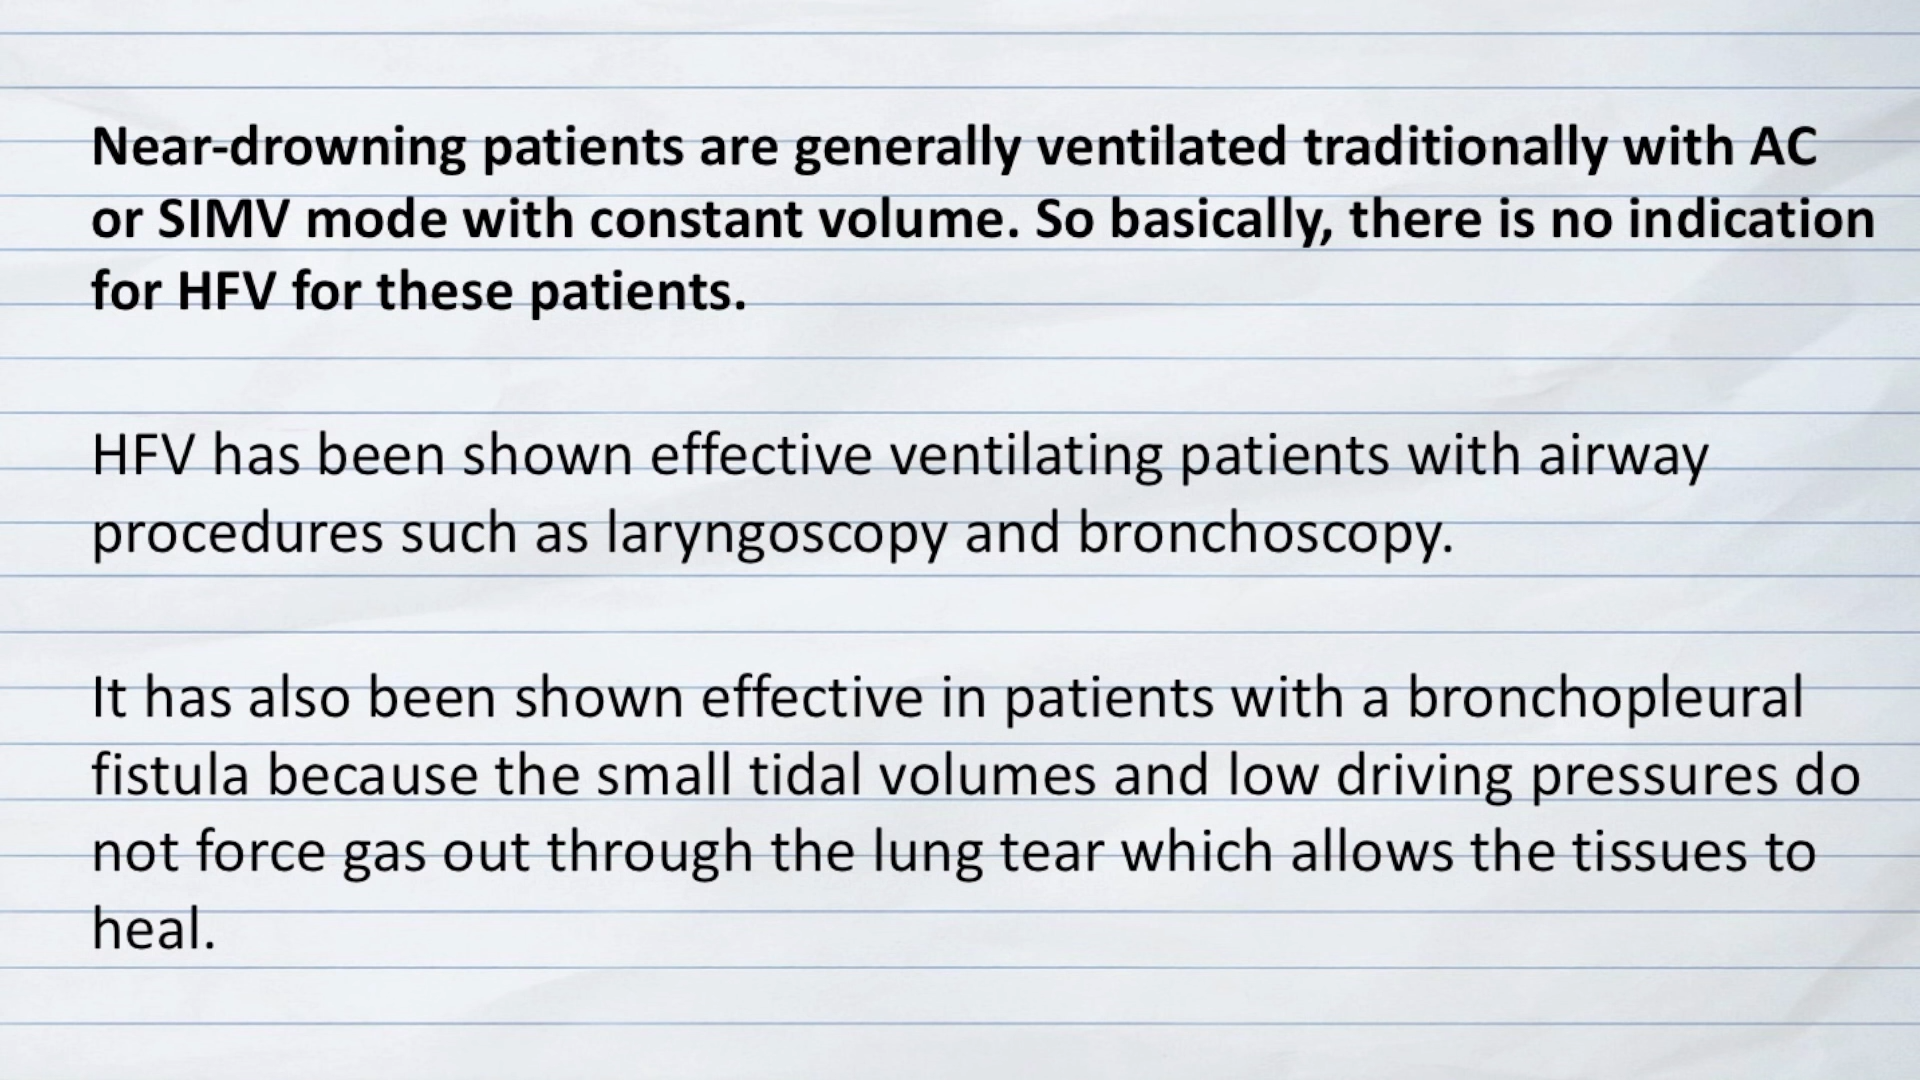 Near-drowning patients are generally ventilated traditionally with AC
or SIMV mode with constant volume. So basically, there is no indication
for HFV for these patients.
HFV has been shown effective ventilating patients with airway
procedures such as laryngoscopy and bronchoscopy.
It has also been shown effective in patients with a bronchopleural
fistula because the small tidal volumes and low driving pressures do
not force gas out through the lung tear which allows the tissues to
heal.